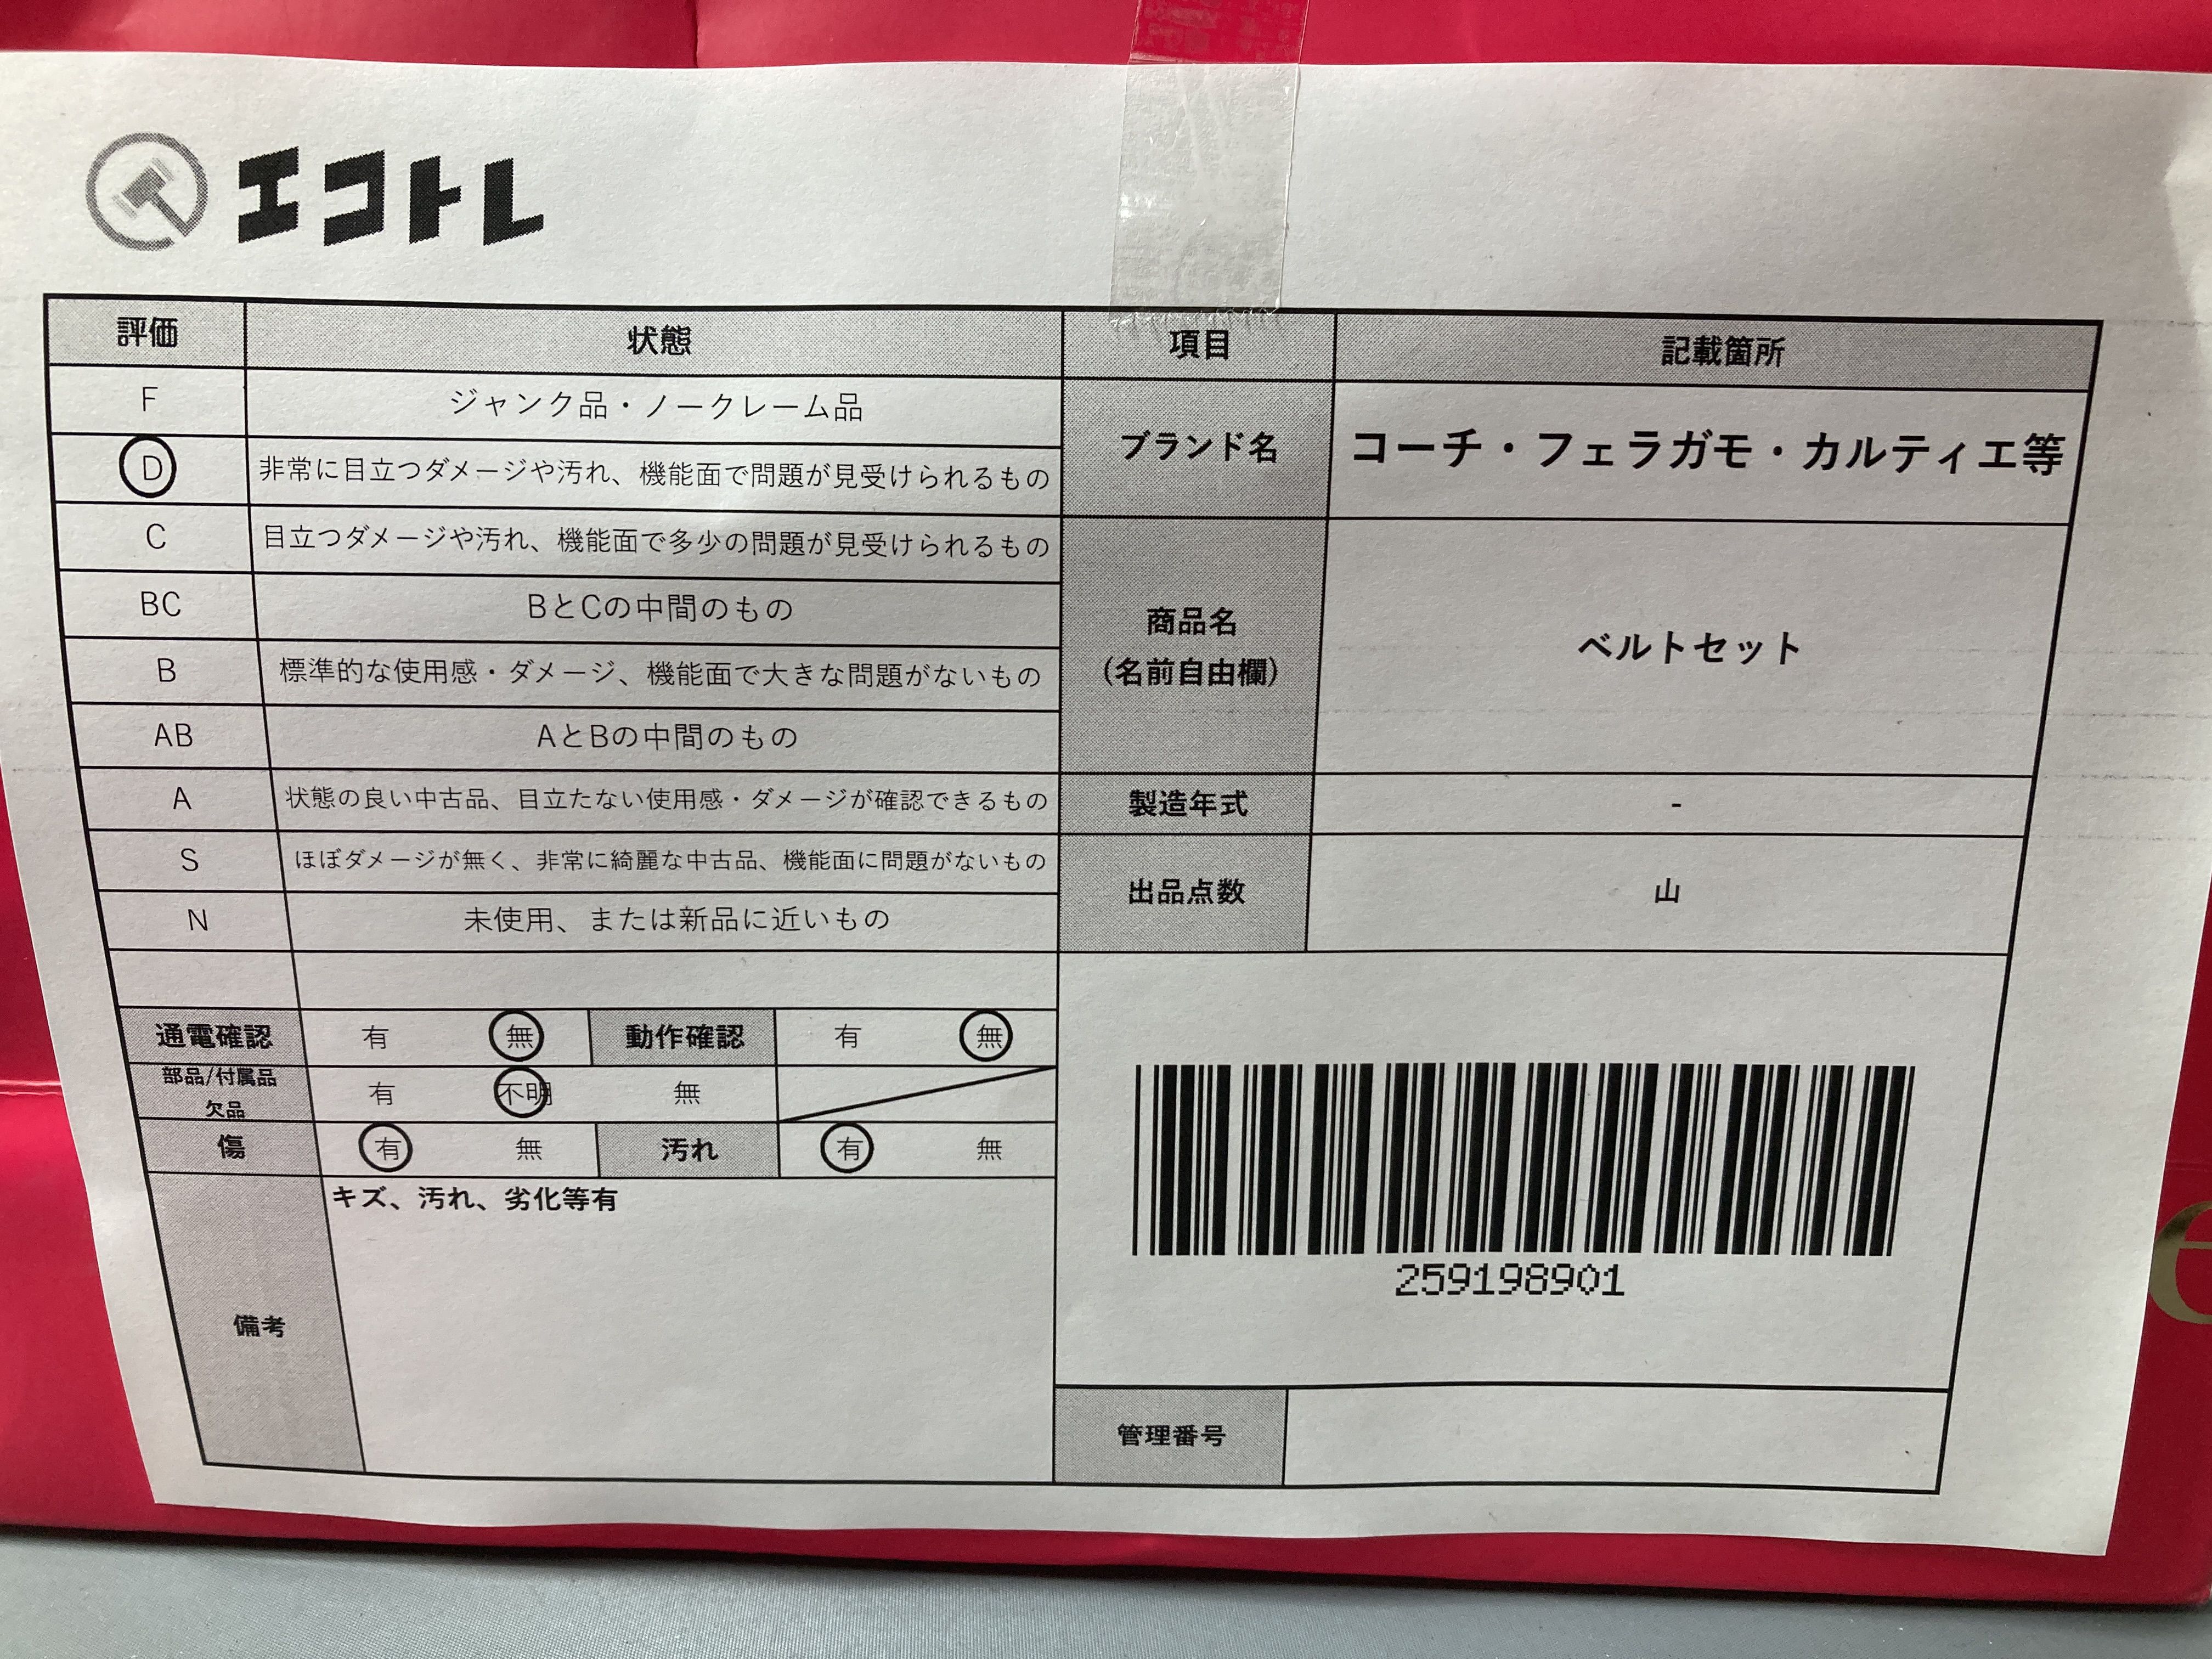 エコトレ
評価 状態 項目 記載箇所
F ジャンク品・ノークレーム品
D 非常に目立つダメージや汚れ、機能面で問題が見受けられるもの
ブランド名 コーチ・フェラガモ・カルティエ等
C 目立つダメージや汚れ、機能面で多少の問題が見受けられるもの
BC BとCの中間のもの
商品名
(名前自由欄)
ベルトセット
B 標準的な使用感・ダメージ、機能面で大きな問題がないもの
AB AとBの中間のもの
A 状態の良い中古品、目立たない使用感・ダメージが確認できるもの
製造年式 -
S ほぼダメージが無く、非常に綺麗な中古品、機能面に問題がないもの
出品点数 山
N 未使用、または新品に近いもの
通電確認 有 無 動作確認 有 無
部品/付属品
欠品
有 不明 無
傷 有 無 汚れ 有 無
備考
キズ、汚れ、劣化等有
259198901
管理番号
e